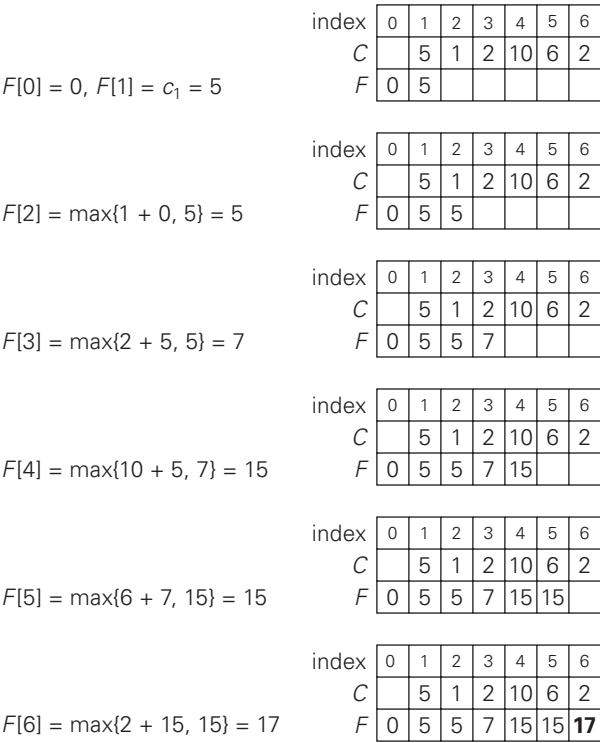 index 0 1 2 3 4 5 6
C 5 1 2 10 6 2
F[0] = 0, F[1] = c₁ = 5 F 0 5
index 0 1 2 3 4 5 6
C 5 1 2 10 6 2
F[2] = max{1 + 0, 5} = 5 F 0 5 5
index 0 1 2 3 4 5 6
C 5 1 2 10 6 2
F[3] = max{2 + 5, 5} = 7 F 0 5 5 7
index 0 1 2 3 4 5 6
C 5 1 2 10 6 2
F[4] = max{10 + 5, 7} = 15 F 0 5 5 7 15
index 0 1 2 3 4 5 6
C 5 1 2 10 6 2
F[5] = max{6 + 7, 15} = 15 F 0 5 5 7 15 15
index 0 1 2 3 4 5 6
C 5 1 2 10 6 2
F[6] = max{2 + 15, 15} = 17 F 0 5 5 7 15 15 17